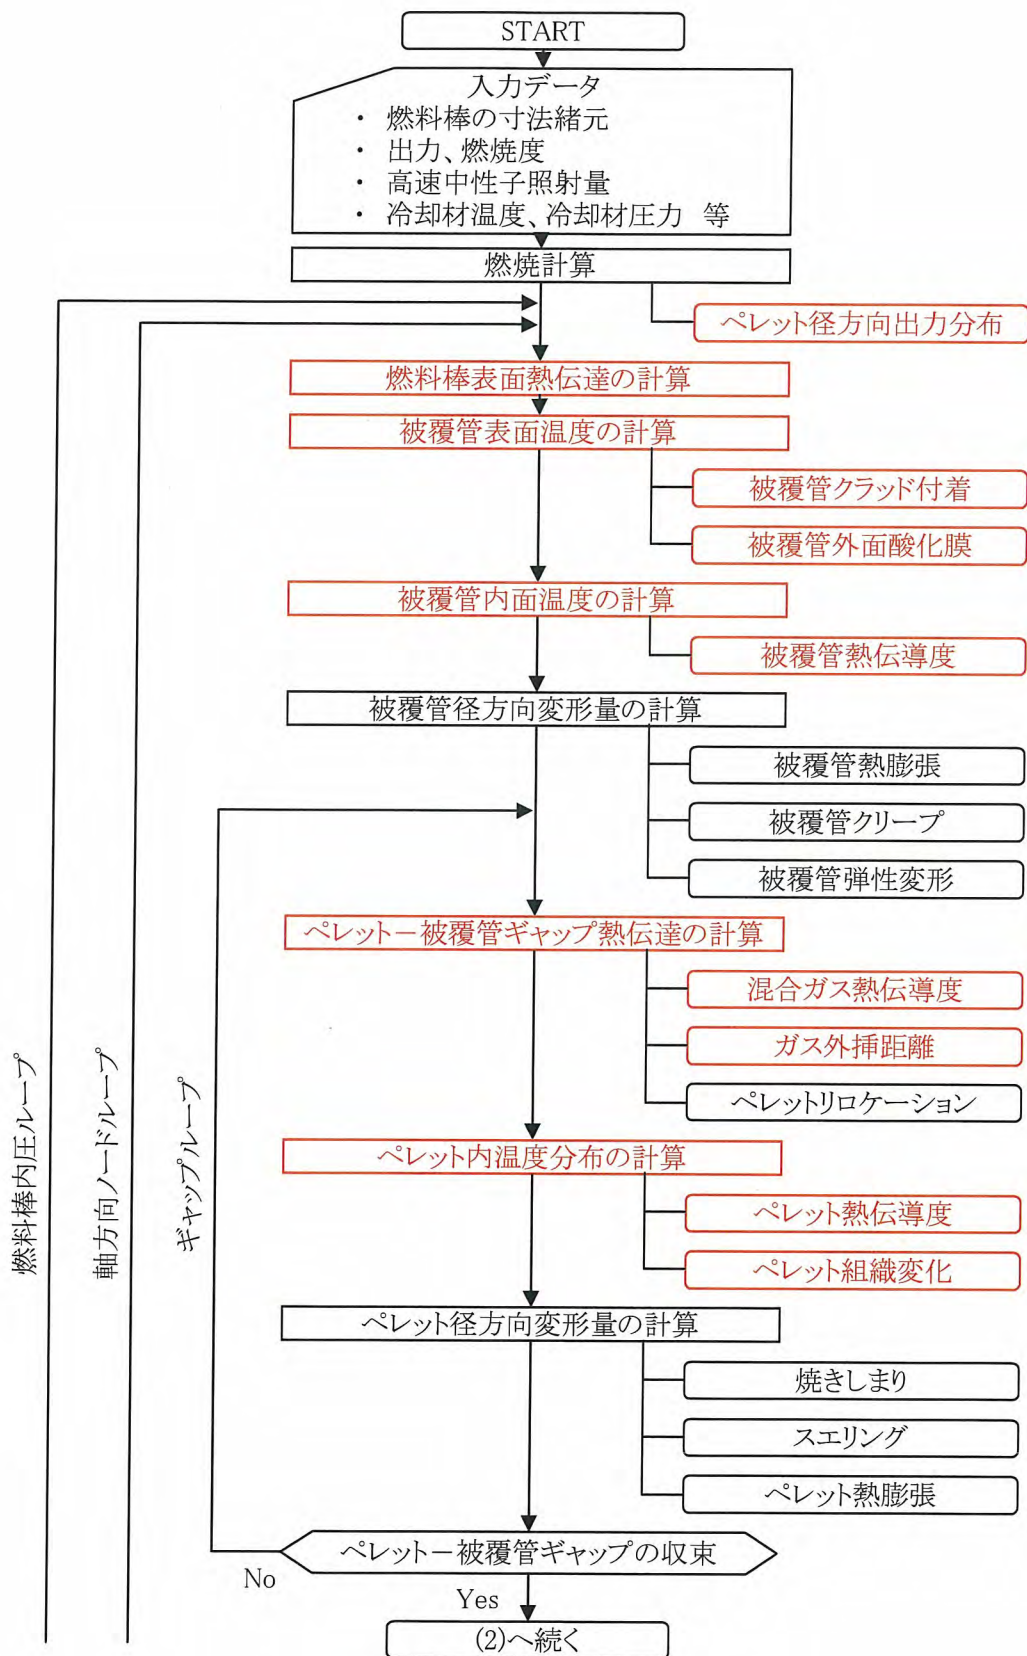 START
入力データ
・ 燃料棒の寸法緒元
・ 出力、燃焼度
・ 高速中性子照射量
・ 冷却材温度、冷却材圧力 等
燃焼計算
ペレット径方向出力分布
燃料棒表面熱伝達の計算
被覆管表面温度の計算
被覆管クラッド付着
被覆管外面酸化膜
被覆管内面温度の計算
被覆管熱伝導度
被覆管径方向変形量の計算
被覆管熱膨張
被覆管クリープ
被覆管弾性変形
ペレット－被覆管ギャップ熱伝達の計算
混合ガス熱伝導度
ガス外挿距離
ペレットリロケーション
ペレット内温度分布の計算
ペレット熱伝導度
ペレット組織変化
ペレット径方向変形量の計算
焼きしまり
スエリング
ペレット熱膨張
ペレット－被覆管ギャップの収束
No
Yes
(2)へ続く
燃料棒内圧ループ
軸方向ノードループ
ギャップループ